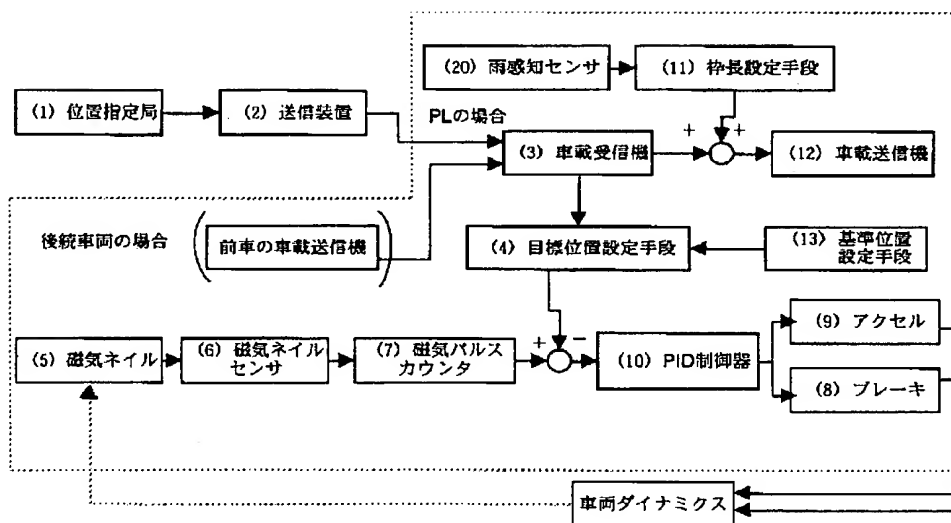 (20) 雨感知センサ
(11) 枠長設定手段
(1) 位置指定局
(2) 送信装置
PLの場合
+
+
(3) 車載受信機
(12) 車載送信機
後続車両の場合
前車の車載送信機
(4) 目標位置設定手段
(13) 基準位置
設定手段
(9) アクセル
(5) 磁気ネイル
(6) 磁気ネイル
センサ
(7) 磁気パルス
カウンタ
+
−
(10) PID制御器
(8) ブレーキ
車両ダイナミクス